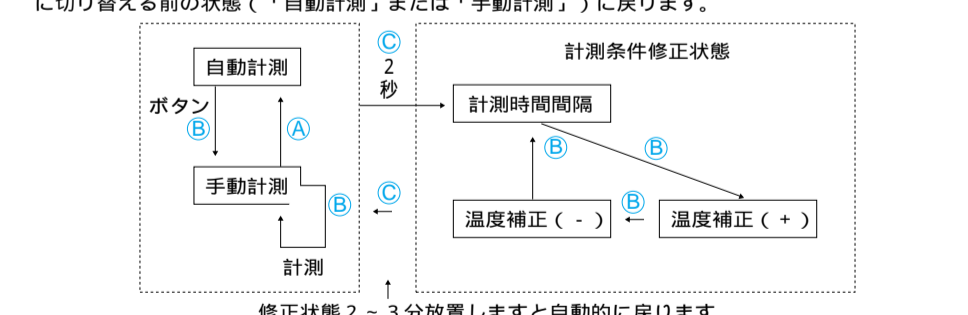 に切り替える前の状態(「自動計測」または「手動計測」)に戻ります。
計測条件修正状態
自動計測
ボタン
Ⓑ
Ⓐ
手動計測
Ⓑ
計測
Ⓒ
2
秒
Ⓒ
計測時間間隔
Ⓑ
Ⓑ
温度補正(-)
Ⓑ
温度補正(+)
修正状態2~3分放置しますと自動的に戻ります